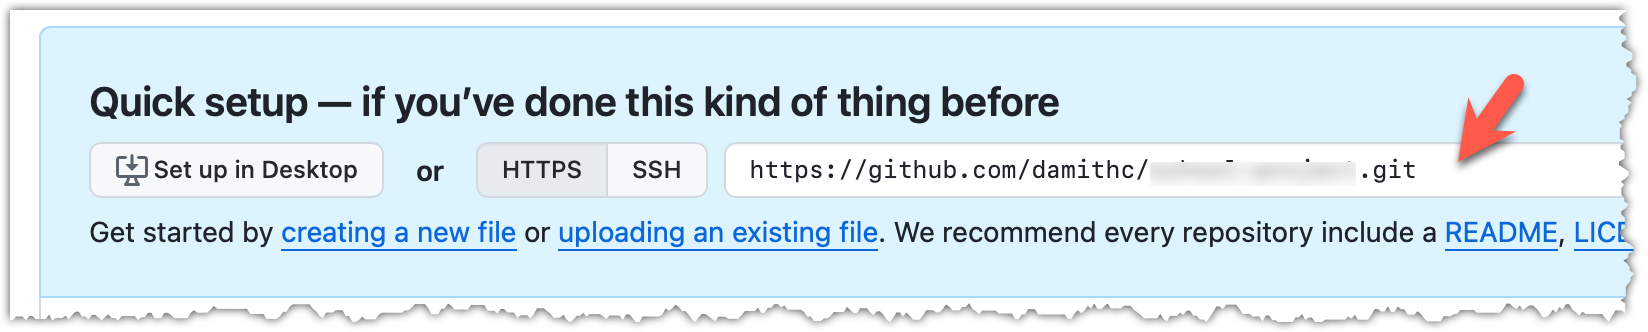 Quick setup — if you’ve done this kind of thing before
Set up in Desktop or HTTPS SSH https://github.com/damithc/ .git
Get started by creating a new file or uploading an existing file. We recommend every repository include a README,